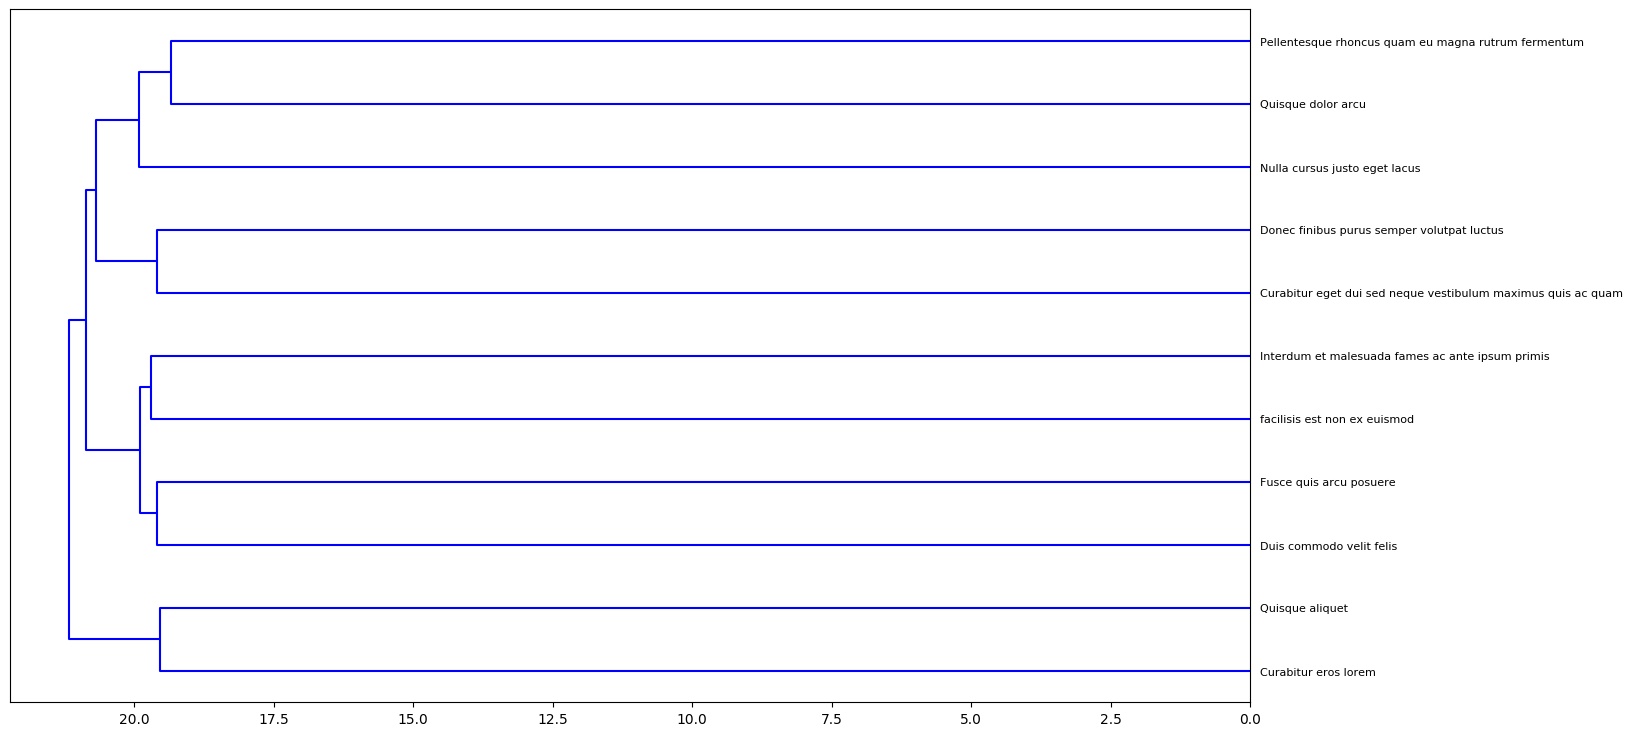 Pellentesque rhoncus quam eu magna rutrum fermentum
Quisque dolor arcu
Nulla cursus justo eget lacus
Donec finibus purus semper volutpat luctus
Curabitur eget dui sed neque vestibulum maximus quis ac quam
Interdum et malesuada fames ac ante ipsum primis
facilisis est non ex euismod
Fusce quis arcu posuere
Duis commodo velit felis
Quisque aliquet
Curabitur eros lorem
20.0 17.5 15.0 12.5 10.0 7.5 5.0 2.5 0.0